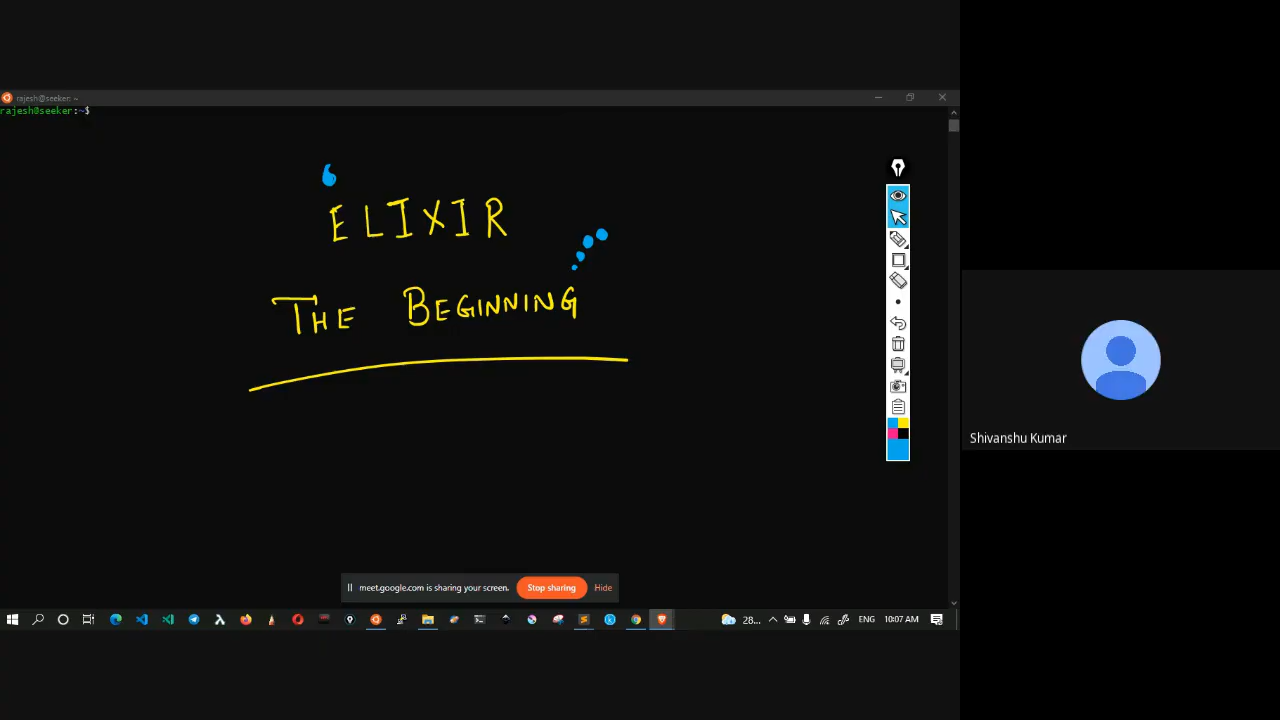 rajesh@seeker: ~
rajesh@seeker:~$
ELIXIR
THE BEGINNING
Shivanshu Kumar
meet.google.com is sharing your screen.
Stop sharing
Hide
28...
ENG
10:07 AM